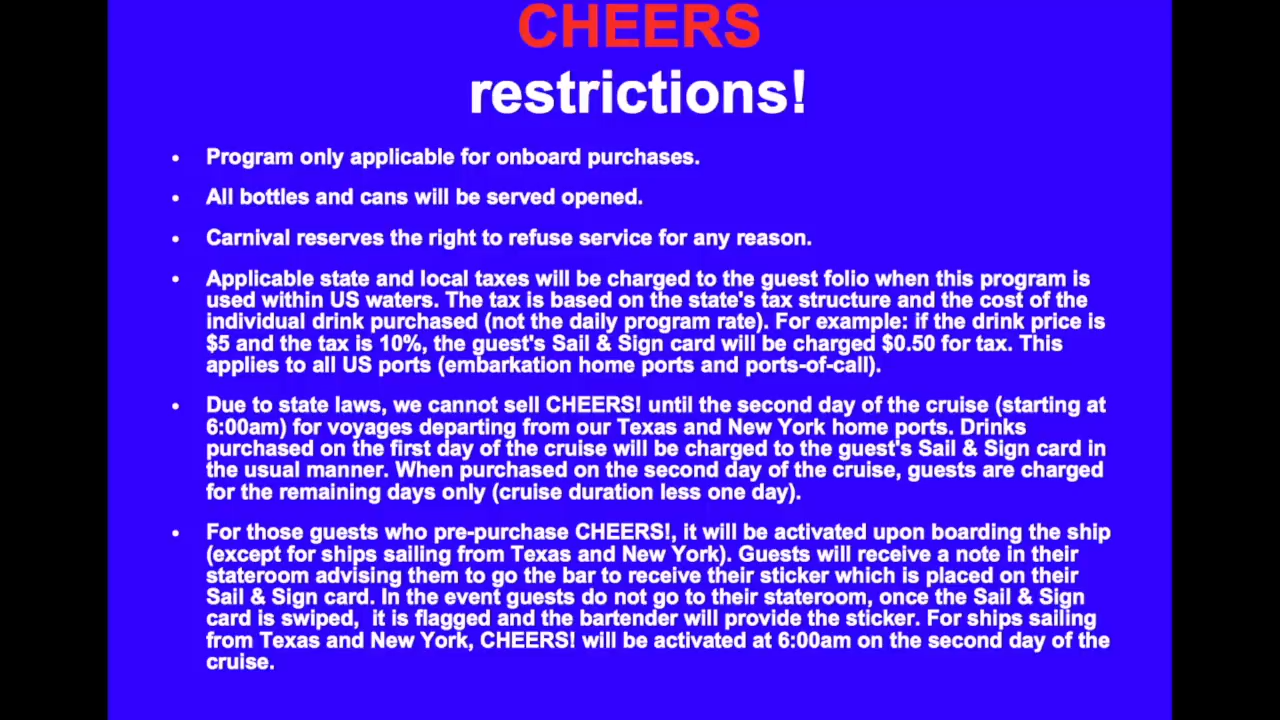 CHEERS
restrictions!
• Program only applicable for onboard purchases.
• All bottles and cans will be served opened.
• Carnival reserves the right to refuse service for any reason.
• Applicable state and local taxes will be charged to the guest folio when this program is
used within US waters. The tax is based on the state's tax structure and the cost of the
individual drink purchased (not the daily program rate). For example: if the drink price is
$5 and the tax is 10%, the guest's Sail & Sign card will be charged $0.50 for tax. This
applies to all US ports (embarkation home ports and ports-of-call).
• Due to state laws, we cannot sell CHEERS! until the second day of the cruise (starting at
6:00am) for voyages departing from our Texas and New York home ports. Drinks
purchased on the first day of the cruise will be charged to the guest's Sail & Sign card in
the usual manner. When purchased on the second day of the cruise, guests are charged
for the remaining days only (cruise duration less one day).
• For those guests who pre-purchase CHEERS!, it will be activated upon boarding the ship
(except for ships sailing from Texas and New York). Guests will receive a note in their
stateroom advising them to go the bar to receive their sticker which is placed on their
Sail & Sign card. In the event guests do not go to their stateroom, once the Sail & Sign
card is swiped, it is flagged and the bartender will provide the sticker. For ships sailing
from Texas and New York, CHEERS! will be activated at 6:00am on the second day of the
cruise.